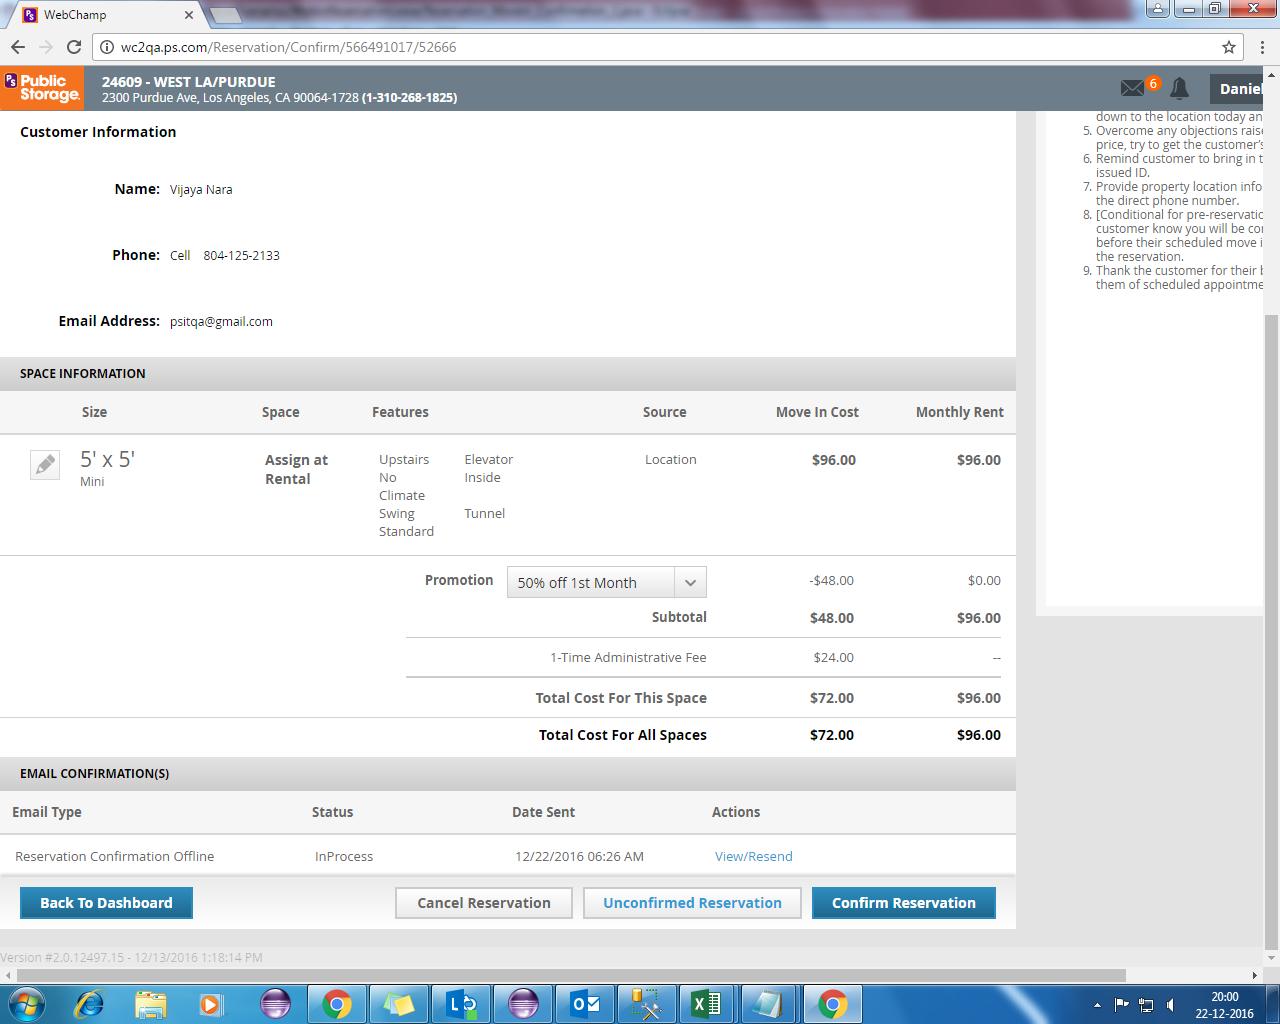 WebChamp
wc2qa.ps.com/Reservation/Confirm/566491017/52666
PS Public Storage
24609 - WEST LA/PURDUE
2300 Purdue Ave, Los Angeles, CA 90064-1728 (1-310-268-1825)
6
Daniel
Customer Information
Name: Vijaya Nara
Phone: Cell 804-125-2133
Email Address: psitqa@gmail.com
down to the location today an
5. Overcome any objections raise
price, try to get the customer's
6. Remind customer to bring in t
issued ID.
7. Provide property location info
the direct phone number.
8. [Conditional for pre-reservatio
customer know you will be co
before their scheduled move i
the reservation.
9. Thank the customer for their b
them of scheduled appointme
SPACE INFORMATION
Size Space Features Source Move In Cost Monthly Rent
5' x 5'
Mini
Assign at
Rental
Upstairs Elevator
No Inside
Climate
Swing Tunnel
Standard
Location $96.00 $96.00
Promotion 50% off 1st Month -$48.00 $0.00
Subtotal $48.00 $96.00
1-Time Administrative Fee $24.00 --
Total Cost For This Space $72.00 $96.00
Total Cost For All Spaces $72.00 $96.00
EMAIL CONFIRMATION(S)
Email Type Status Date Sent Actions
Reservation Confirmation Offline InProcess 12/22/2016 06:26 AM View/Resend
Back To Dashboard Cancel Reservation Unconfirmed Reservation Confirm Reservation
Version #2.0.12497.15 - 12/13/2016 1:18:14 PM
20:00
22-12-2016